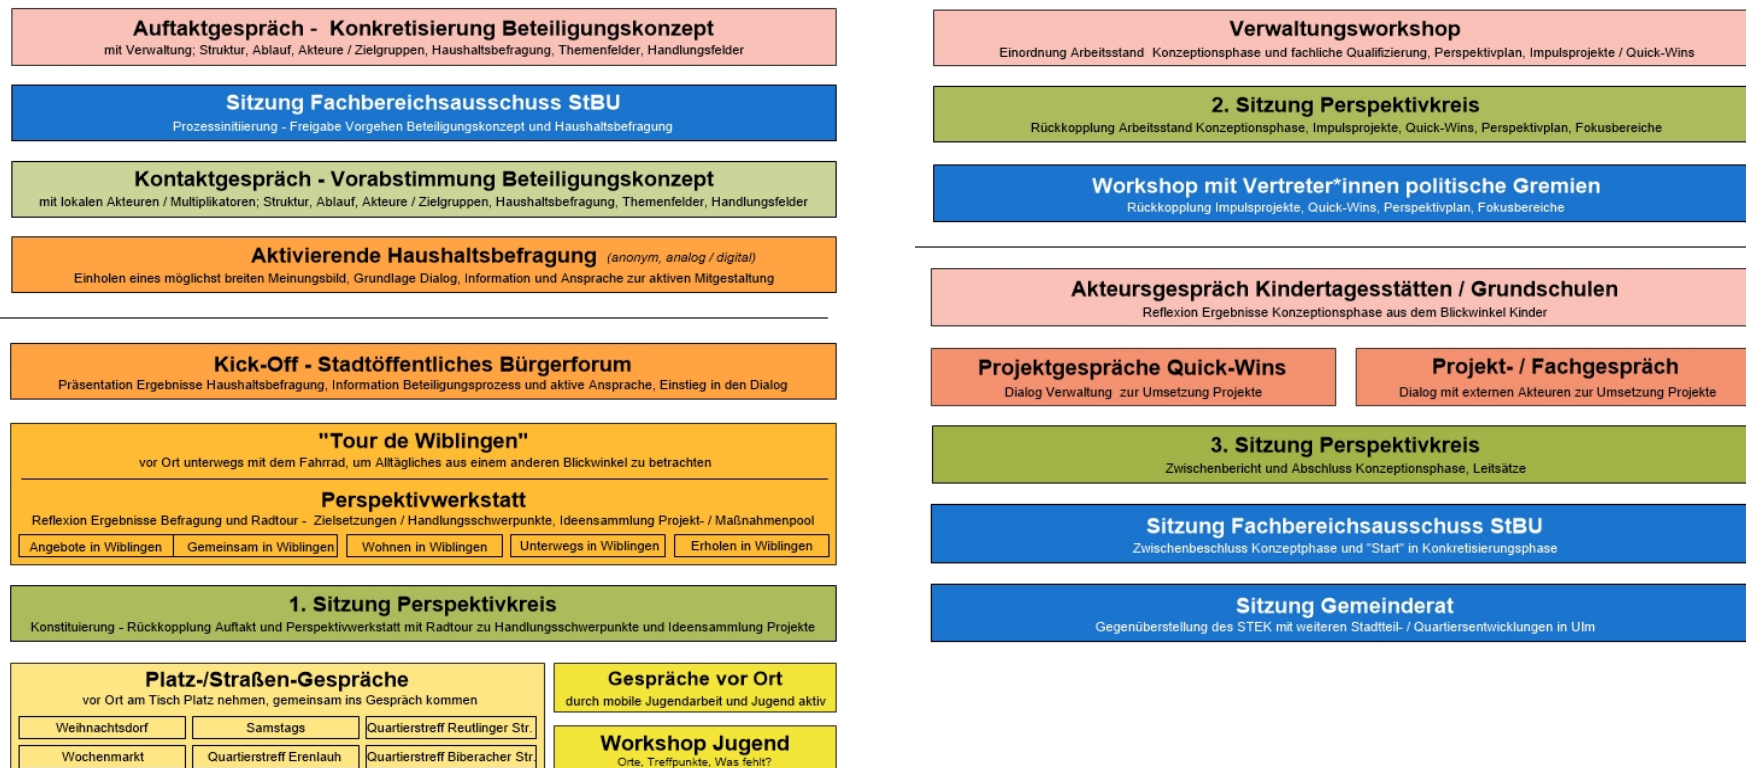 Auftaktgespräch - Konkretisierung Beteiligungskonzept
mit Verwaltung; Struktur, Ablauf, Akteure / Zielgruppen, Haushaltsbefragung, Themenfelder, Handlungsfelder
Sitzung Fachbereichsausschuss StBU
Prozessinitiierung - Freigabe Vorgehen Beteiligungskonzept und Haushaltsbefragung
Kontaktgespräch - Vorabstimmung Beteiligungskonzept
mit lokalen Akteuren / Multiplikatoren; Struktur, Ablauf, Akteure / Zielgruppen, Haushaltsbefragung, Themenfelder, Handlungsfelder
Aktivierende Haushaltsbefragung (anonym, analog / digital)
Einholen eines möglichst breiten Meinungsbild, Grundlage Dialog, Information und Ansprache zur aktiven Mitgestaltung
Kick-Off - Stadtöffentliches Bürgerforum
Präsentation Ergebnisse Haushaltsbefragung, Information Beteiligungsprozess und aktive Ansprache, Einstieg in den Dialog
"Tour de Wiblingen"
vor Ort unterwegs mit dem Fahrrad, um Alltägliches aus einem anderen Blickwinkel zu betrachten
Perspektivwerkstatt
Reflexion Ergebnisse Befragung und Radtour - Zielsetzungen / Handlungsschwerpunkte, Ideensammlung Projekt- / Maßnahmenpool
Angebote in Wiblingen
Gemeinsam in Wiblingen
Wohnen in Wiblingen
Unterwegs in Wiblingen
Erholen in Wiblingen
1. Sitzung Perspektivkreis
Konstituierung - Rückkopplung Auftakt und Perspektivwerkstatt mit Radtour zu Handlungsschwerpunkte und Ideensammlung Projekte
Platz-/Straßen-Gespräche
vor Ort am Tisch Platz nehmen, gemeinsam ins Gespräch kommen
Weihnachtsdorf
Samstags
Quartierstreff Reutlinger Str.
Wochenmarkt
Quartierstreff Erenlauh
Quartierstreff Biberacher Str.
Gespräche vor Ort
durch mobile Jugendarbeit und Jugend aktiv
Workshop Jugend
Orte, Treffpunkte, Was fehlt?
Verwaltungsworkshop
Einordnung Arbeitsstand Konzeptionsphase und fachliche Qualifizierung, Perspektivplan, Impulsprojekte / Quick-Wins
2. Sitzung Perspektivkreis
Rückkopplung Arbeitsstand Konzeptionsphase, Impulsprojekte, Quick-Wins, Perspektivplan, Fokusbereiche
Workshop mit Vertreter*innen politische Gremien
Rückkopplung Impulsprojekte, Quick-Wins, Perspektivplan, Fokusbereiche
Akteursgespräch Kindertagesstätten / Grundschulen
Reflexion Ergebnisse Konzeptionsphase aus dem Blickwinkel Kinder
Projektgespräche Quick-Wins
Dialog Verwaltung zur Umsetzung Projekte
Projekt- / Fachgespräch
Dialog mit externen Akteuren zur Umsetzung Projekte
3. Sitzung Perspektivkreis
Zwischenbericht und Abschluss Konzeptionsphase, Leitsätze
Sitzung Fachbereichsausschuss StBU
Zwischenbeschluss Konzeptphase und "Start" in Konkretisierungsphase
Sitzung Gemeinderat
Gegenüberstellung des STEK mit weiteren Stadtteil- / Quartiersentwicklungen in Ulm